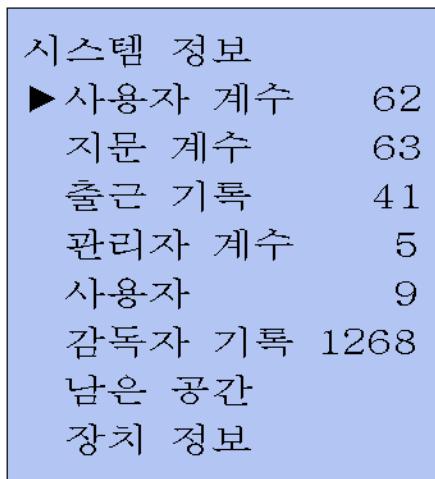 시스템 정보
▶사용자 계수 62
지문 계수 63
출근 기록 41
관리자 계수 5
사용자 9
감독자 기록 1268
남은 공간
장치 정보